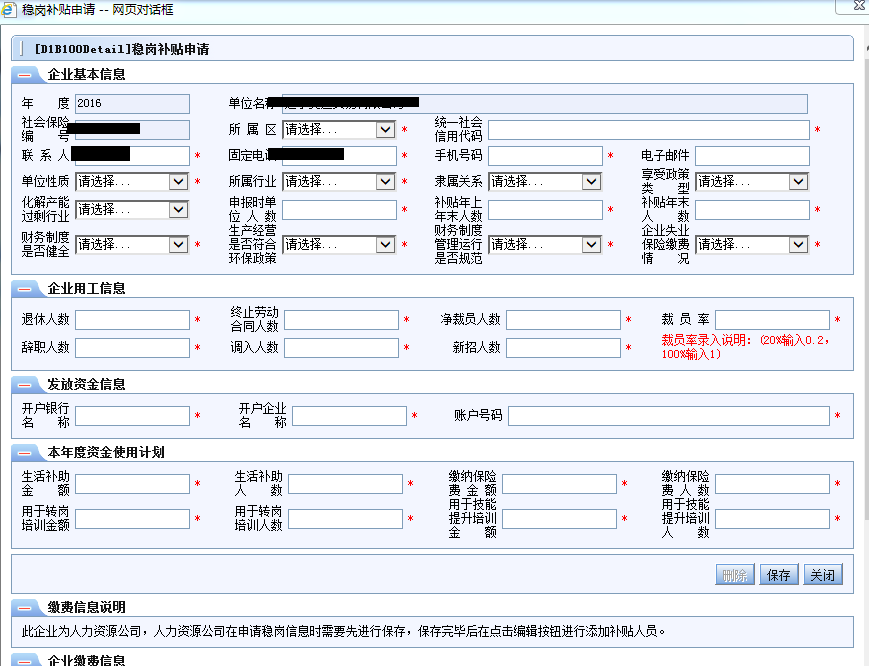 稳岗补贴申请 -- 网页对话框
[D1B100Detail]稳岗补贴申请
企业基本信息
年 度 2016 单位名称
社会保险编 号 所 属 区 请选择... * 统一社会信用代码 *
联 系 人 * 固定电话 * 手机号码 * 电子邮件
单位性质 请选择... * 所属行业 请选择... * 隶属关系 请选择... 享受政策类 型 请选择...
化解产能过剩行业 请选择... 申报时单位 人 数 * 补贴年上年末人数 * 补贴年末人 数 *
财务制度是否健全 请选择... * 生产经营是否符合环保政策 请选择... * 财务制度管理运行是否规范 请选择... * 企业失业保险缴费情 况 请选择... *
企业用工信息
退休人数 * 终止劳动合同人数 * 净裁员人数 * 裁 员 率 *
辞职人数 * 调入人数 * 新招人数 * 裁员率录入说明:(20%输入0.2,
100%输入1)
发放资金信息
开户银行名 称 * 开户企业名 称 * 账户号码 *
本年度资金使用计划
生活补助金 额 * 生活补助人 数 * 缴纳保险费 金 额 * 缴纳保险费 人 数 *
用于转岗培训金额 * 用于转岗培训人数 * 用于技能提升培训金 额 * 用于技能提升培训人 数 *
删除 保存 关闭
缴费信息说明
此企业为人力资源公司，人力资源公司在申请稳岗信息时需要先进行保存，保存完毕后在点击编辑按钮进行添加补贴人员。
企业缴费信息